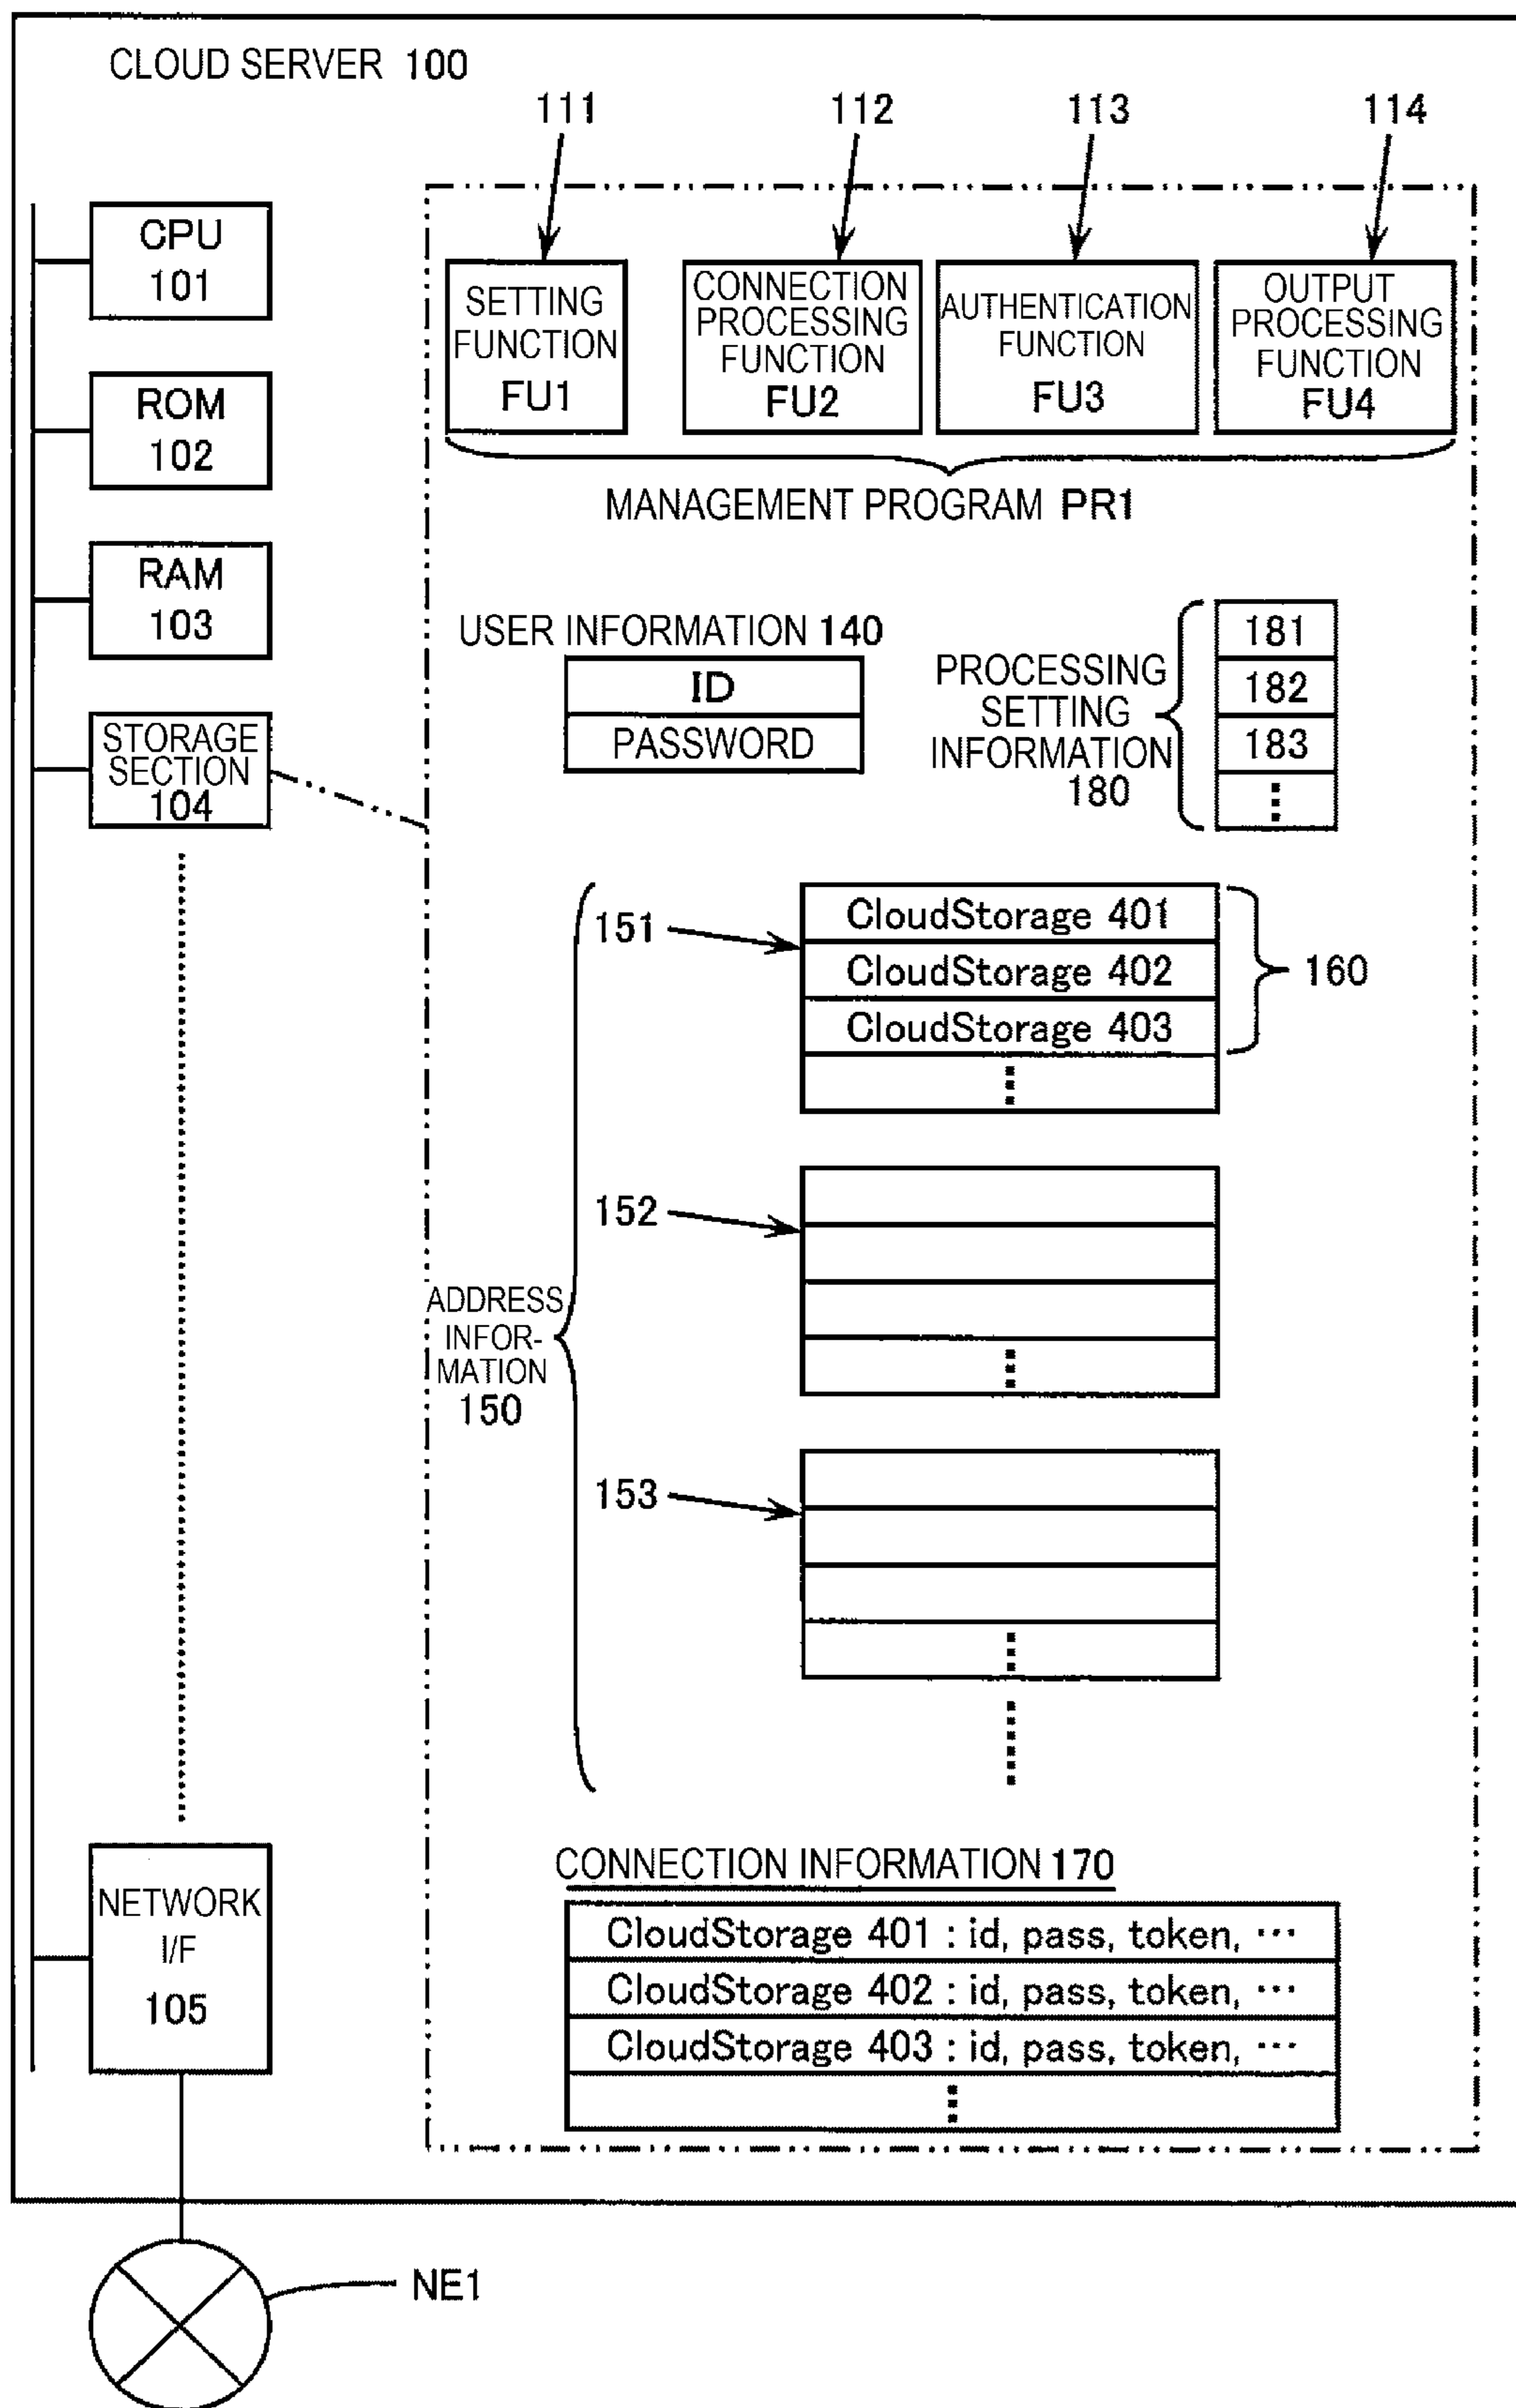 CLOUD SERVER 100
111
112
113
114
CPU
101
ROM
102
RAM
103
STORAGE
SECTION
104
NETWORK
I/F
105
NE1
SETTING
FUNCTION
FU1
CONNECTION
PROCESSING
FUNCTION
FU2
AUTHENTICATION
FUNCTION
FU3
OUTPUT
PROCESSING
FUNCTION
FU4
MANAGEMENT PROGRAM PR1
USER INFORMATION 140
ID
PASSWORD
PROCESSING
SETTING
INFORMATION
180
181
182
183
ADDRESS
INFOR-
MATION
150
151
CloudStorage 401
CloudStorage 402
CloudStorage 403
160
152
153
CONNECTION INFORMATION 170
CloudStorage 401 : id, pass, token, ···
CloudStorage 402 : id, pass, token, ···
CloudStorage 403 : id, pass, token, ···